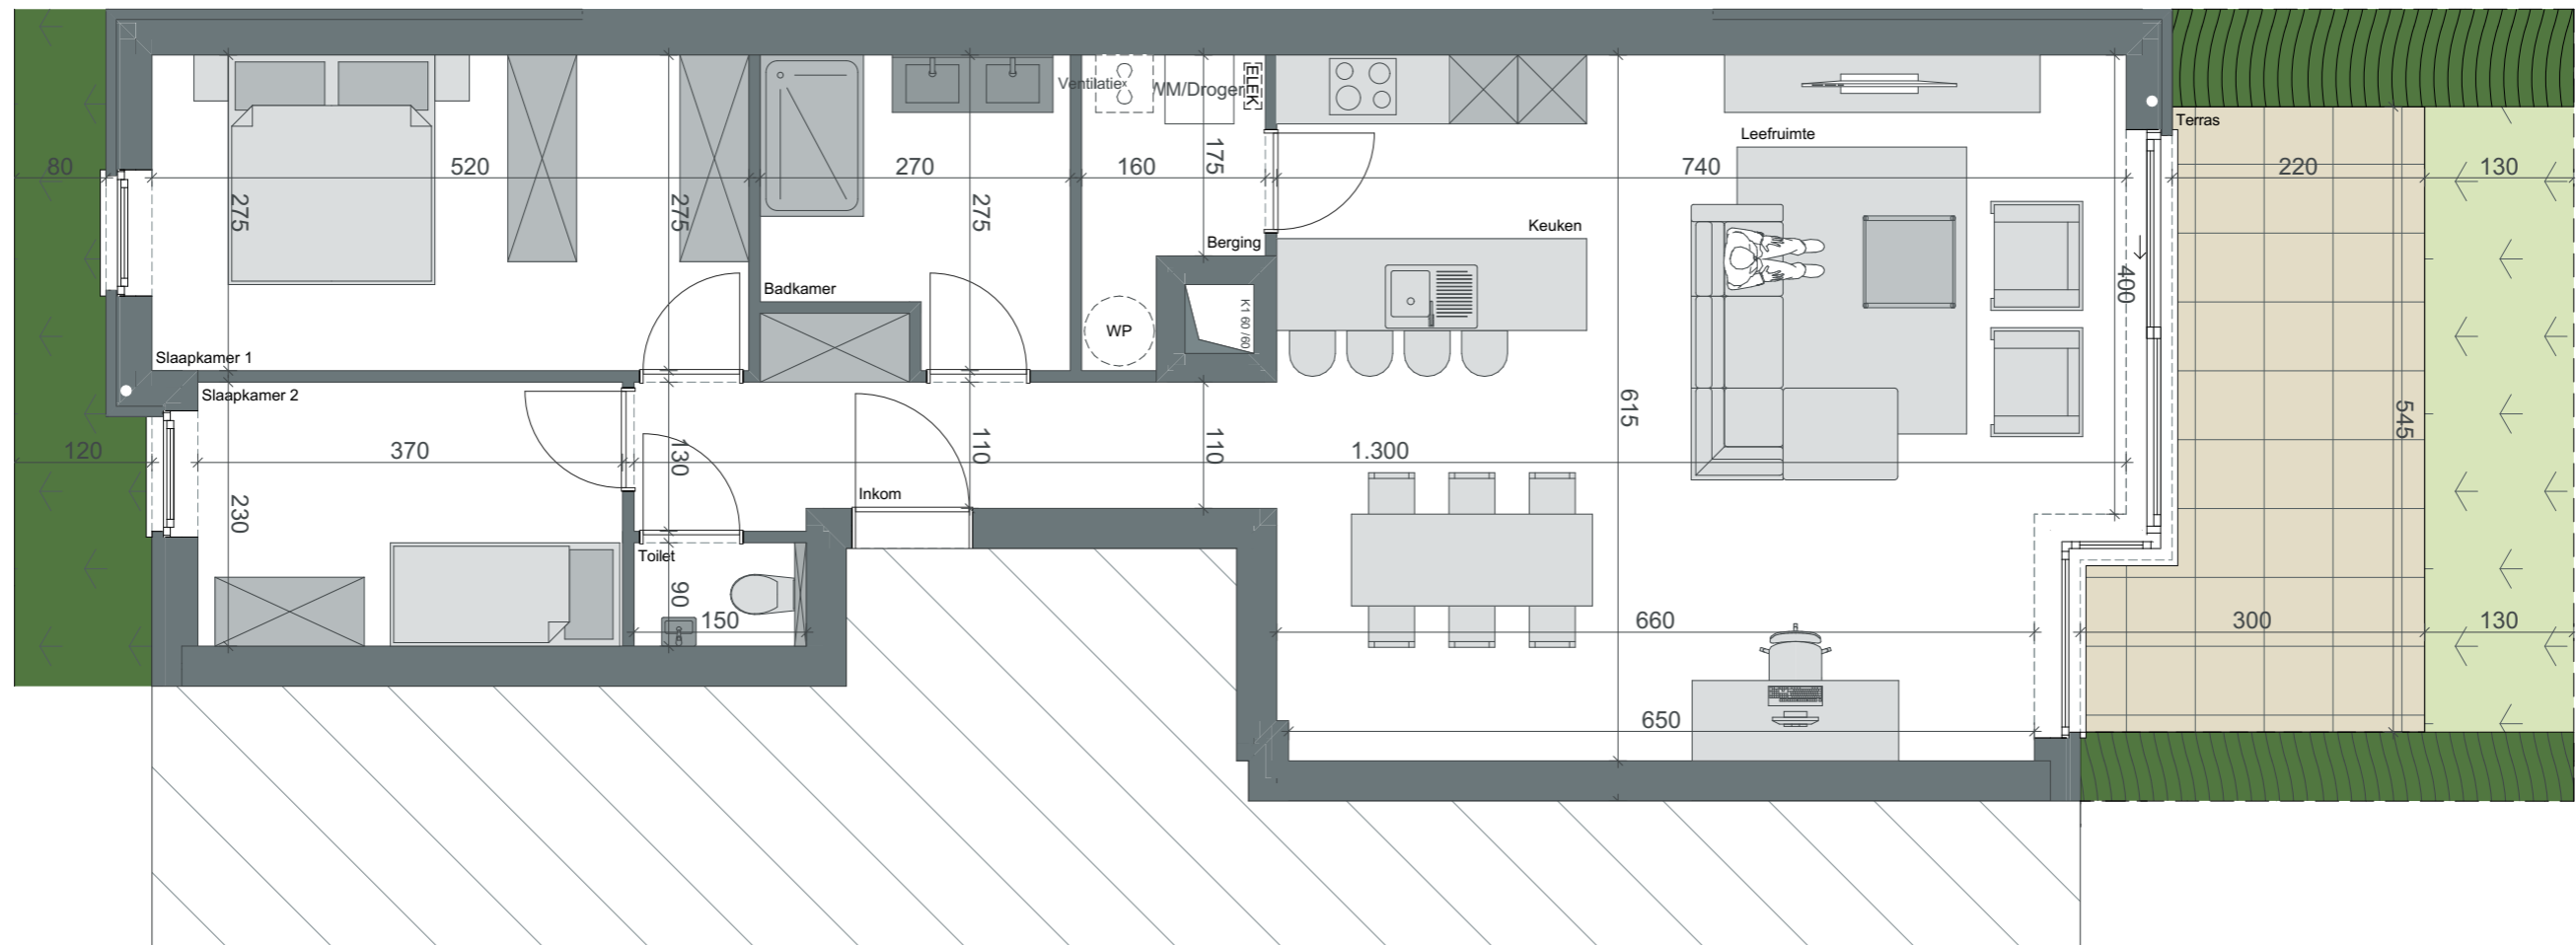 Ventilatie
WM/Droger
ELEK
Terras
Leefruimte
80
520
270
160
175
740
220
130
275
275
275
Berging
Keuken
400
Badkamer
K1 60 /60
WP
Slaapkamer 1
Slaapkamer 2
615
545
120
370
130
110
110
1.300
Inkom
230
Toilet
90
150
660
300
130
650